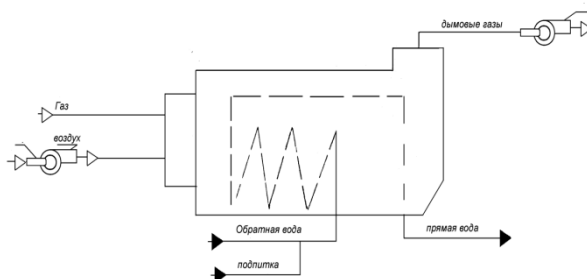 дымовые газы
Газ
воздух
Обратная вода
прямая вода
подпитка